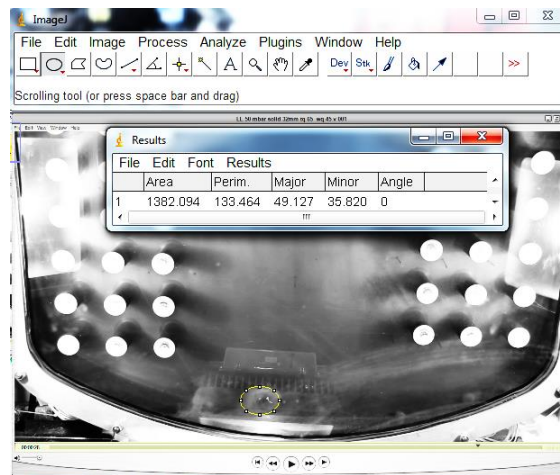 ImageJ
File Edit Image Process Analyze Plugins Window Help
A Dev Stk >>
Scrolling tool (or press space bar and drag)
Results
File Edit Font Results
Area Perim. Major Minor Angle
1 1382.094 133.464 49.127 35.820 0